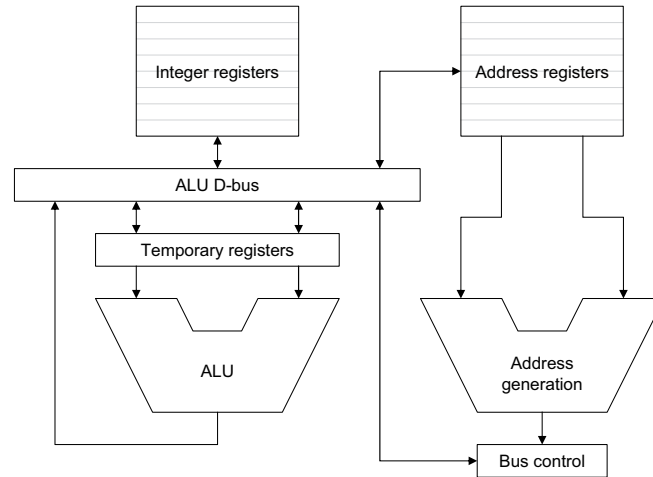 Integer registers
Address registers
ALU D-bus
Temporary registers
ALU
Address
generation
Bus control